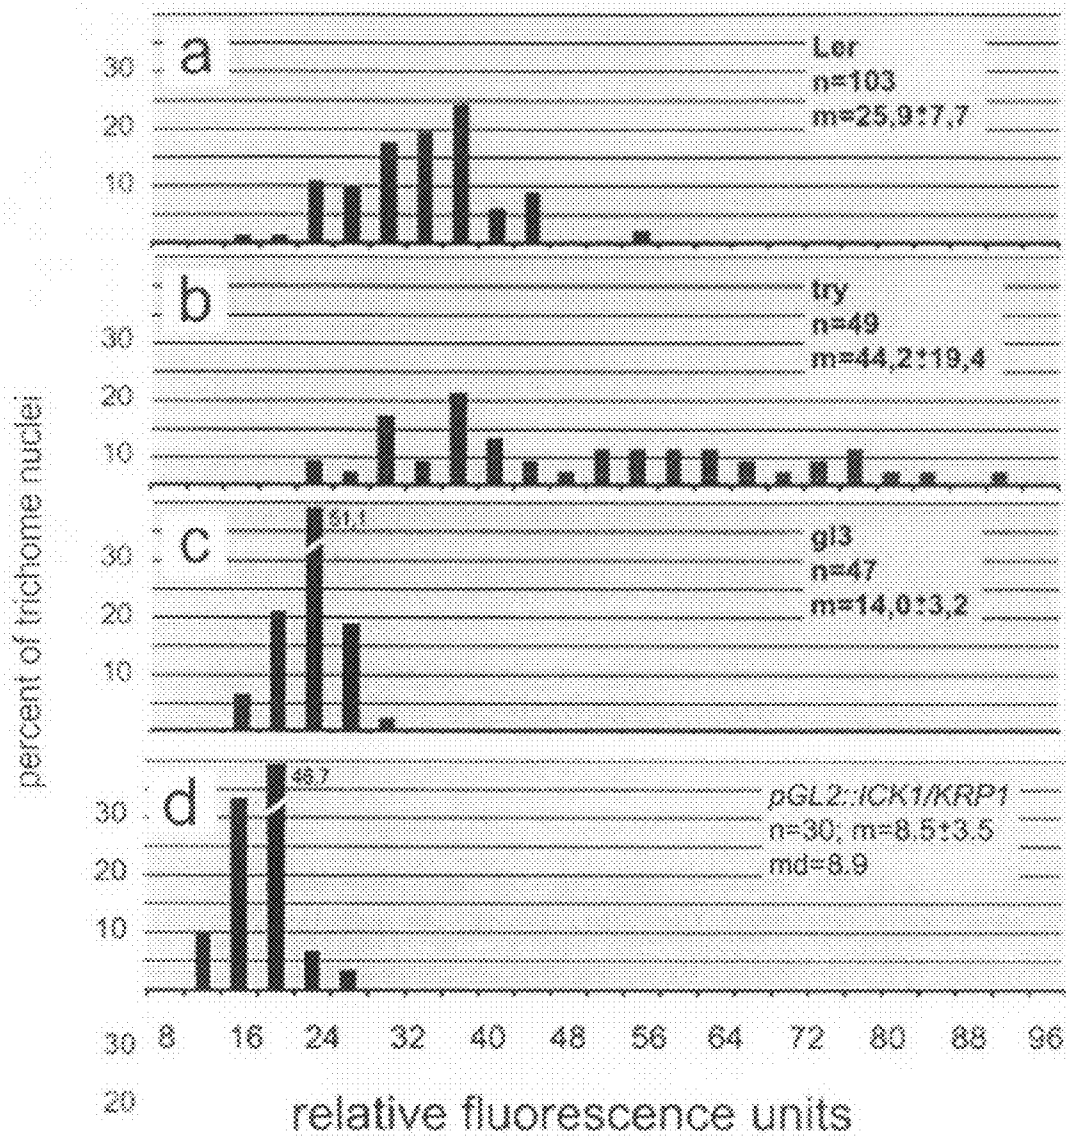 a
Ler
n=103
m=25,9±7,7
30
20
10
b
try
n=49
m=44,2±19,4
30
20
10
c
51,1
gl3
n=47
m=14,0±3,2
30
20
10
d
48,7
pGL2::ICK1/KRP1
n=30; m=8.5±3.5
md=8.9
30
20
10
8 16 24 32 40 48 56 64 72 80 88 96
30
20
percent of trichome nuclei
relative fluorescence units